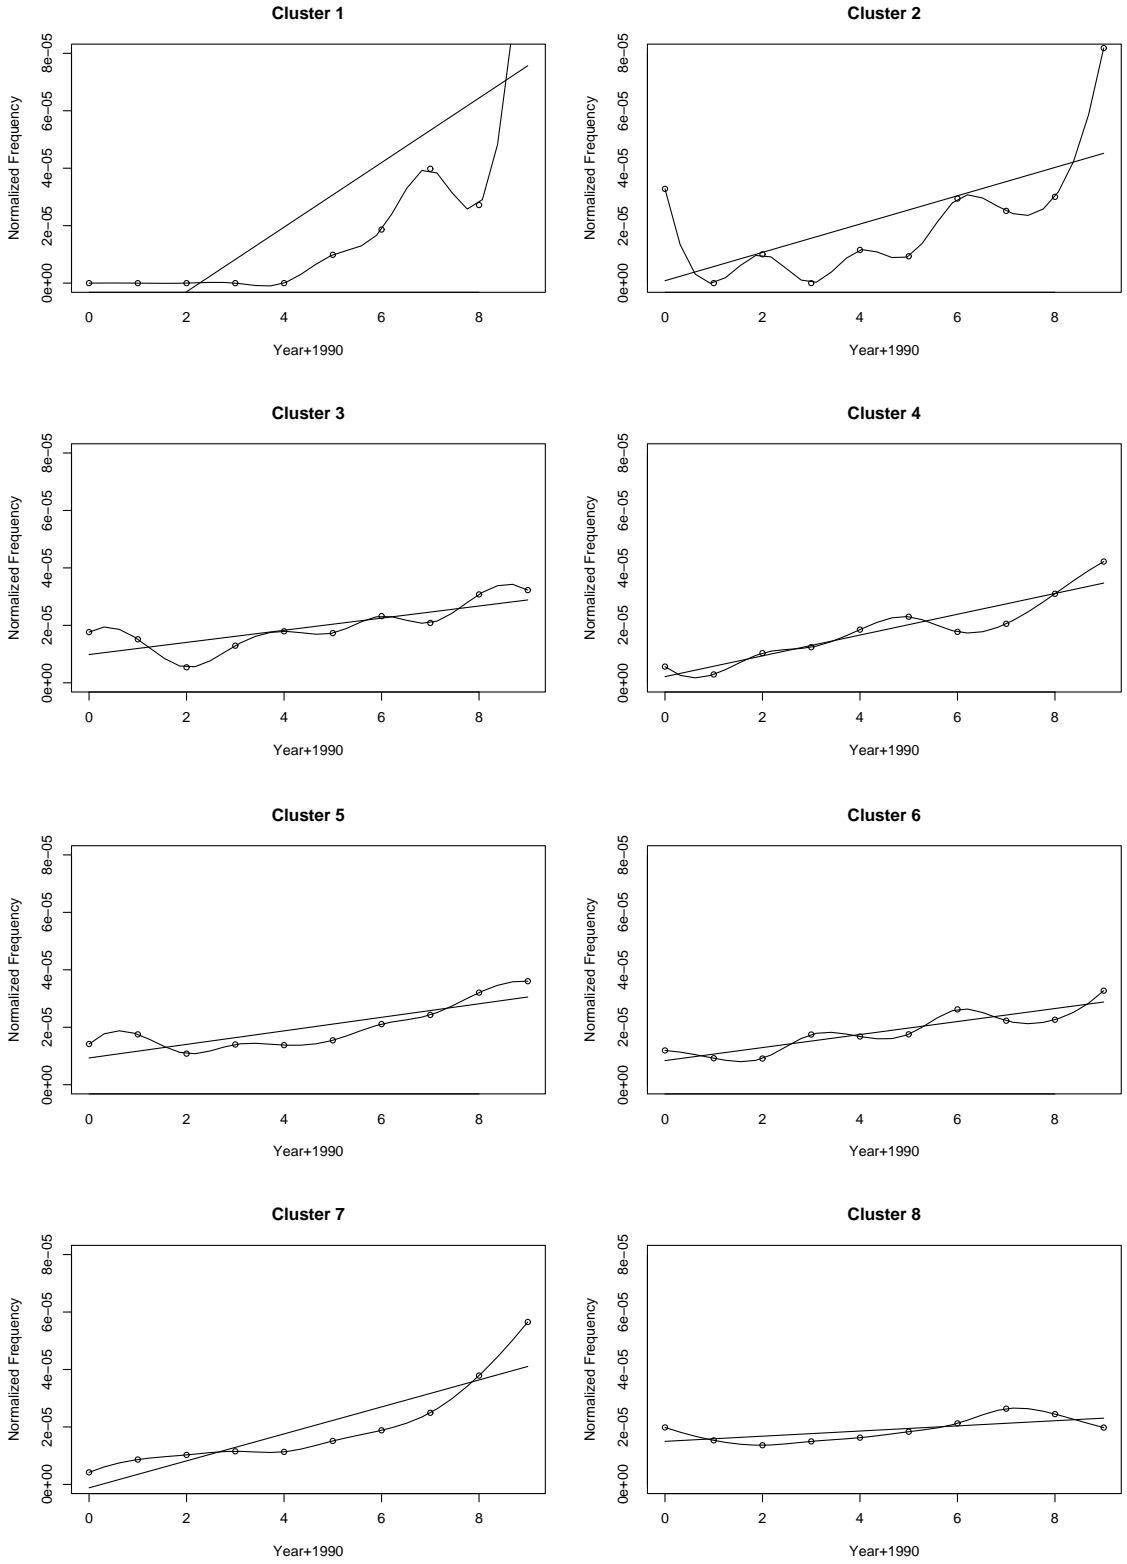 Cluster 1
Normalized Frequency
0e+00 2e−05 4e−05 6e−05 8e−05
0 2 4 6 8
Year+1990
Cluster 2
Normalized Frequency
0e+00 2e−05 4e−05 6e−05 8e−05
0 2 4 6 8
Year+1990
Cluster 3
Normalized Frequency
0e+00 2e−05 4e−05 6e−05 8e−05
0 2 4 6 8
Year+1990
Cluster 4
Normalized Frequency
0e+00 2e−05 4e−05 6e−05 8e−05
0 2 4 6 8
Year+1990
Cluster 5
Normalized Frequency
0e+00 2e−05 4e−05 6e−05 8e−05
0 2 4 6 8
Year+1990
Cluster 6
Normalized Frequency
0e+00 2e−05 4e−05 6e−05 8e−05
0 2 4 6 8
Year+1990
Cluster 7
Normalized Frequency
0e+00 2e−05 4e−05 6e−05 8e−05
0 2 4 6 8
Year+1990
Cluster 8
Normalized Frequency
0e+00 2e−05 4e−05 6e−05 8e−05
0 2 4 6 8
Year+1990